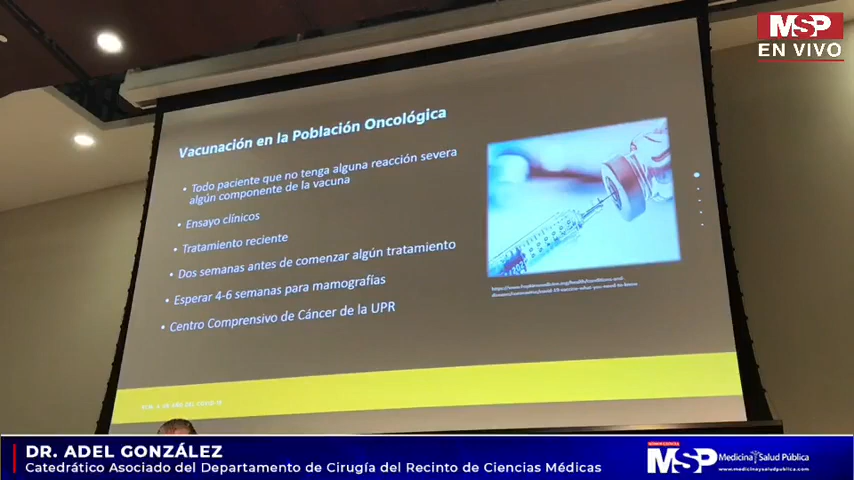 MSP
EN VIVO
Vacunación en la Población Oncológica
• Todo paciente que no tenga alguna reacción severa
algún componente de la vacuna
• Ensayo clínicos
• Tratamiento reciente
• Dos semanas antes de comenzar algún tratamiento
• Esperar 4-6 semanas para mamografías
• Centro Comprensivo de Cáncer de la UPR
DR. ADEL GONZÁLEZ
Catedrático Asociado del Departamento de Cirugía del Recinto de Ciencias Médicas
MSP
Medicina Salud Pública
www.medicinaysaludpublica.com